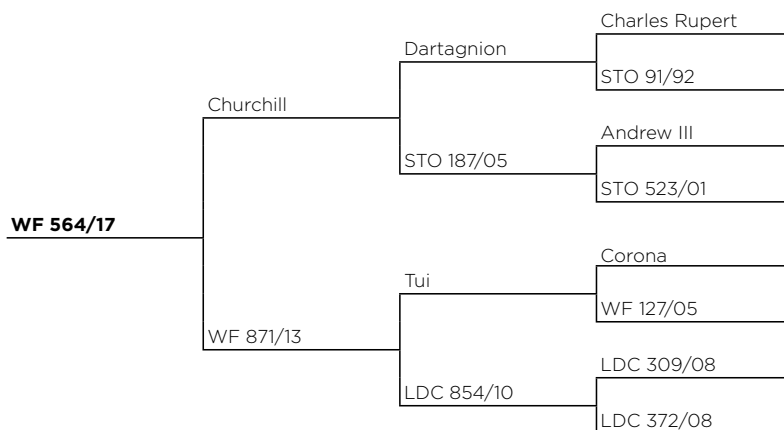 Charles Rupert
Dartagnion
STO 91/92
Churchill
Andrew III
STO 187/05
STO 523/01
WF 564/17
Corona
Tui
WF 127/05
WF 871/13
LDC 309/08
LDC 854/10
LDC 372/08